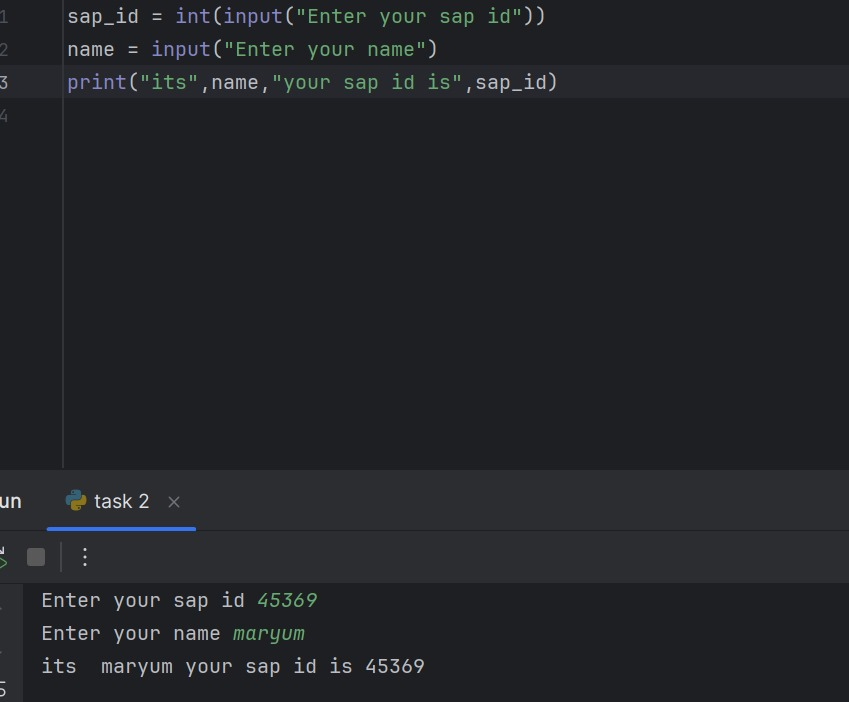 1 sap_id = int(input("Enter your sap id"))
2 name = input("Enter your name")
3 print("its",name,"your sap id is",sap_id)
4
un task 2
Enter your sap id 45369
Enter your name maryum
its  maryum your sap id is 45369